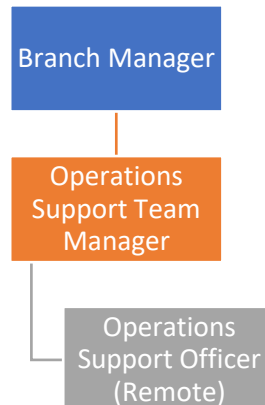 Branch Manager
Operations
Support Team
Manager
Operations
Support Officer
(Remote)